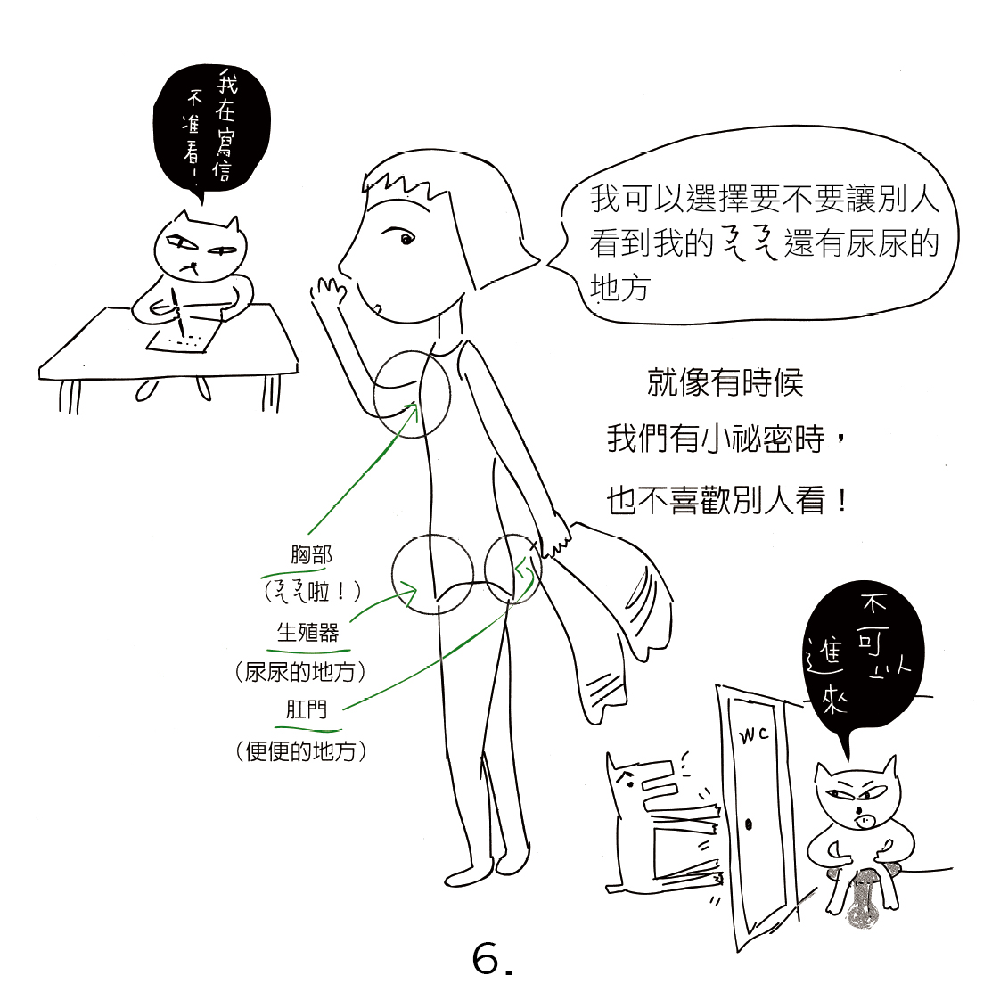 我在寫信
不准看!
我可以選擇要不要讓別人
看到我的ㄋㄟㄋㄟ還有尿尿的
地方
就像有時候
我們有小祕密時，
也不喜歡別人看！
胸部
（ㄋㄟㄋㄟ啦！）
生殖器
（尿尿的地方）
肛門
（便便的地方）
不可以
進來
WC
6.